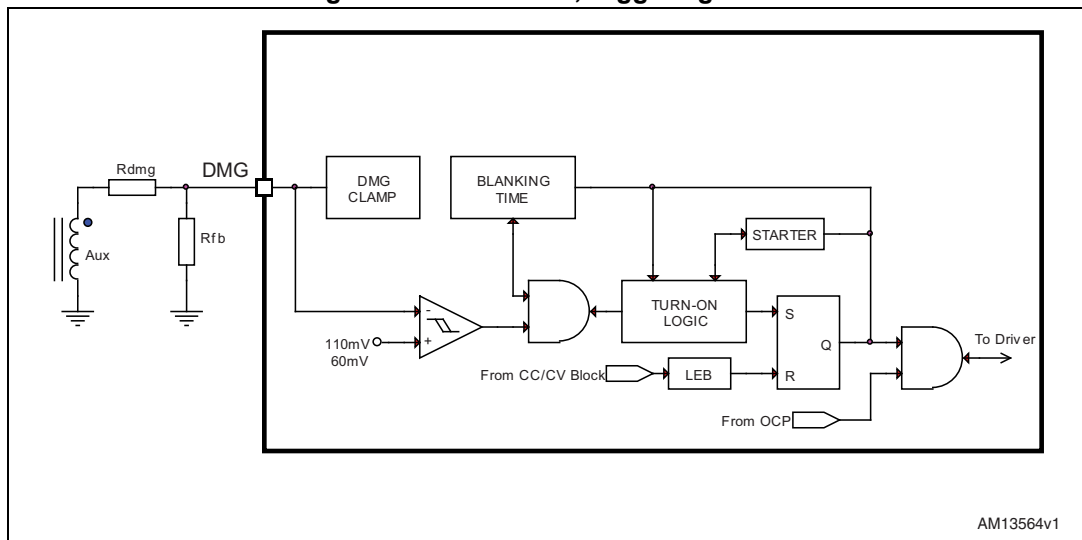 DMG
Rdmg
Rfb
Aux
DMG
CLAMP
BLANKING
TIME
STARTER
TURN-ON
LOGIC
-
+
110mV
60mV
S
Q
R
To Driver
From CC/CV Block
LEB
From OCP
AM13564v1